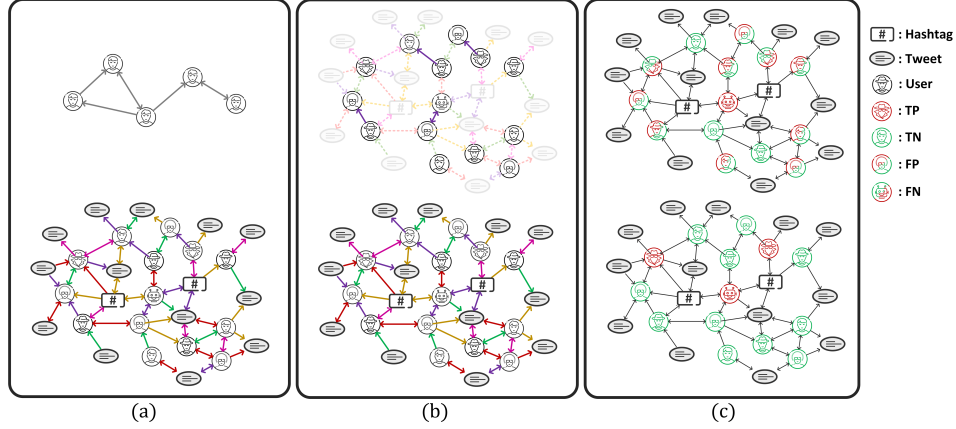 # : Hashtag
: Tweet
: User
: TP
: TN
: FP
: FN
#
#
#
#
#
#
#
#
#
(a)
(b)
(c)